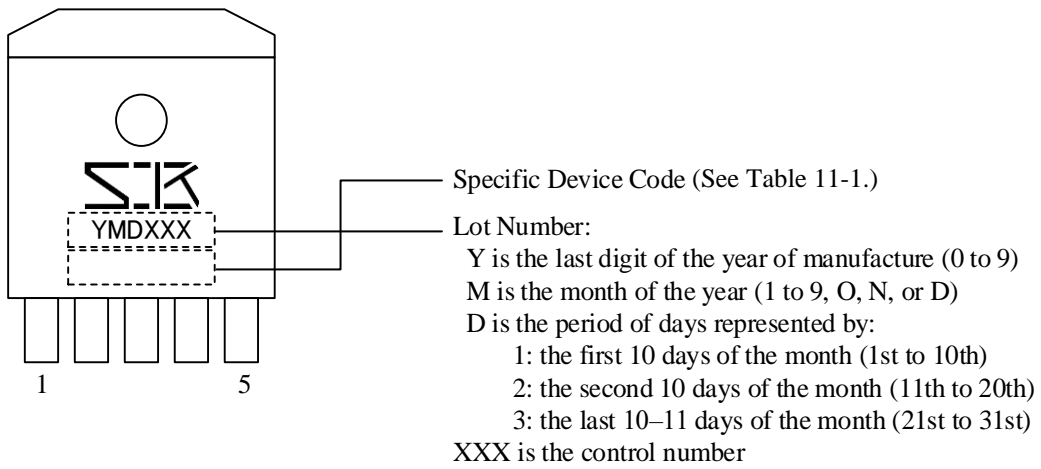 SK
YMDXXX
1 5
Specific Device Code (See Table 11-1.)
Lot Number:
Y is the last digit of the year of manufacture (0 to 9)
M is the month of the year (1 to 9, O, N, or D)
D is the period of days represented by:
1: the first 10 days of the month (1st to 10th)
2: the second 10 days of the month (11th to 20th)
3: the last 10–11 days of the month (21st to 31st)
XXX is the control number